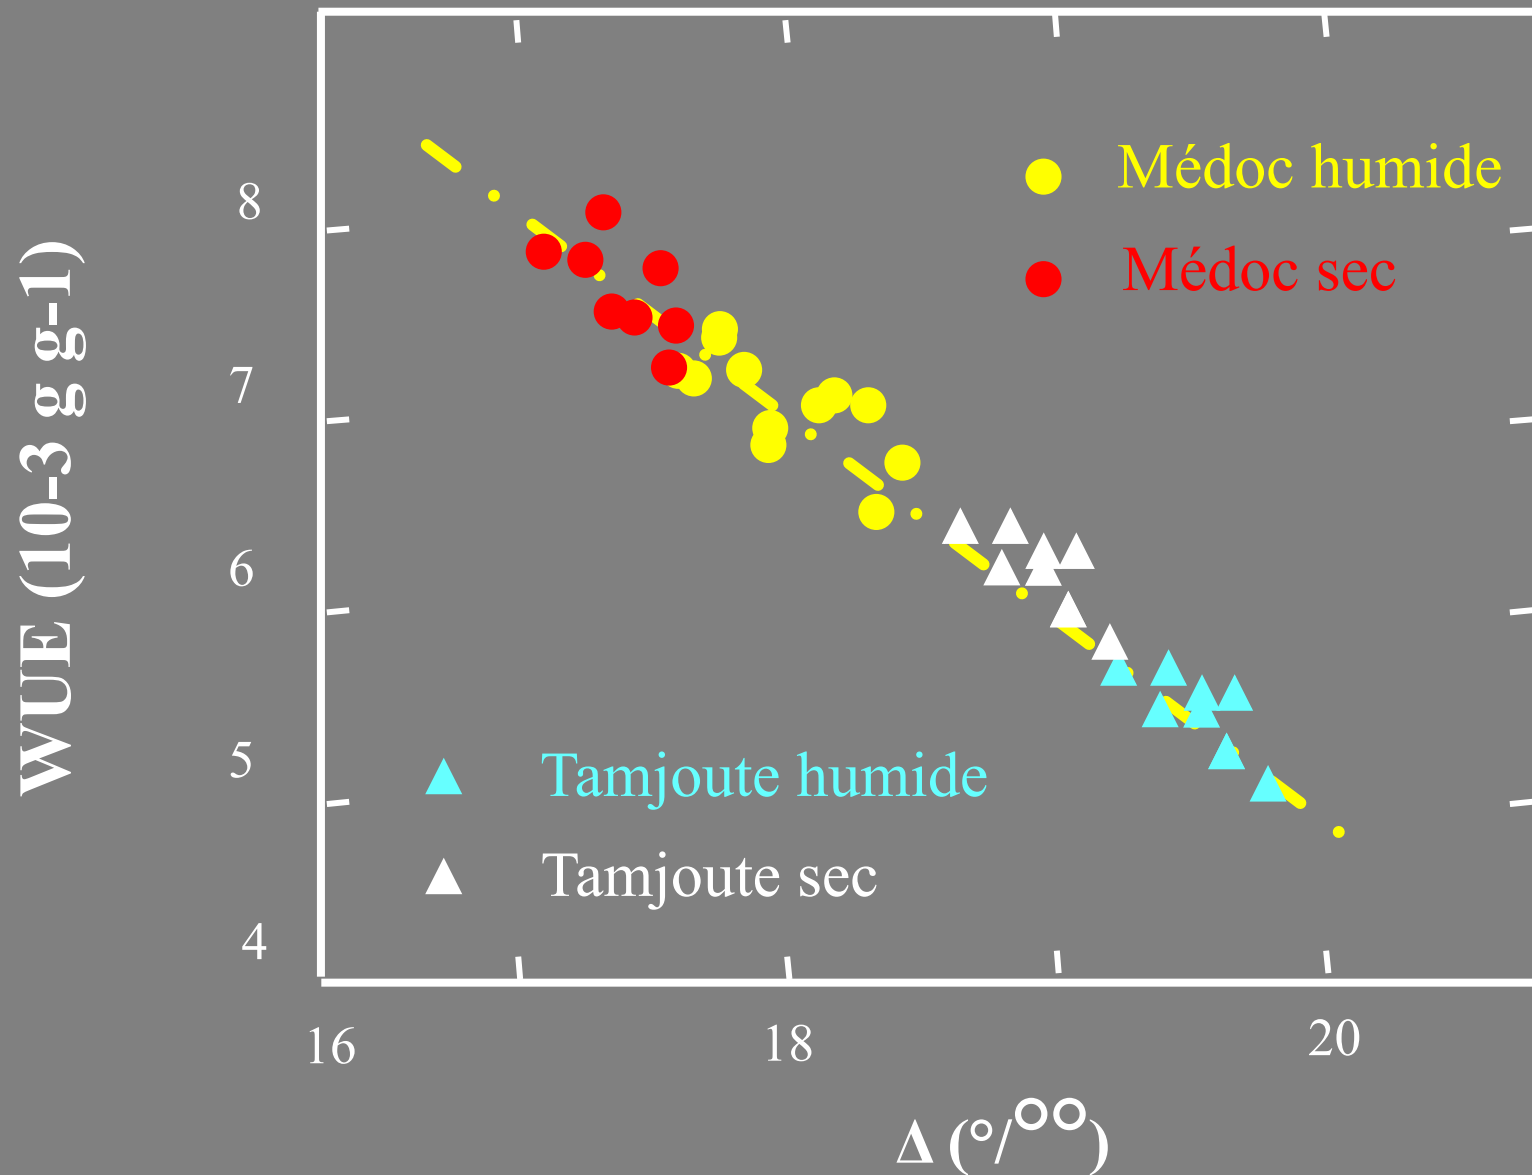 Médoc humide
Médoc sec
8
7
6
5
4
WUE (10-3 g g-1)
Tamjoute humide
Tamjoute sec
16 18 20
Δ (°/°°)